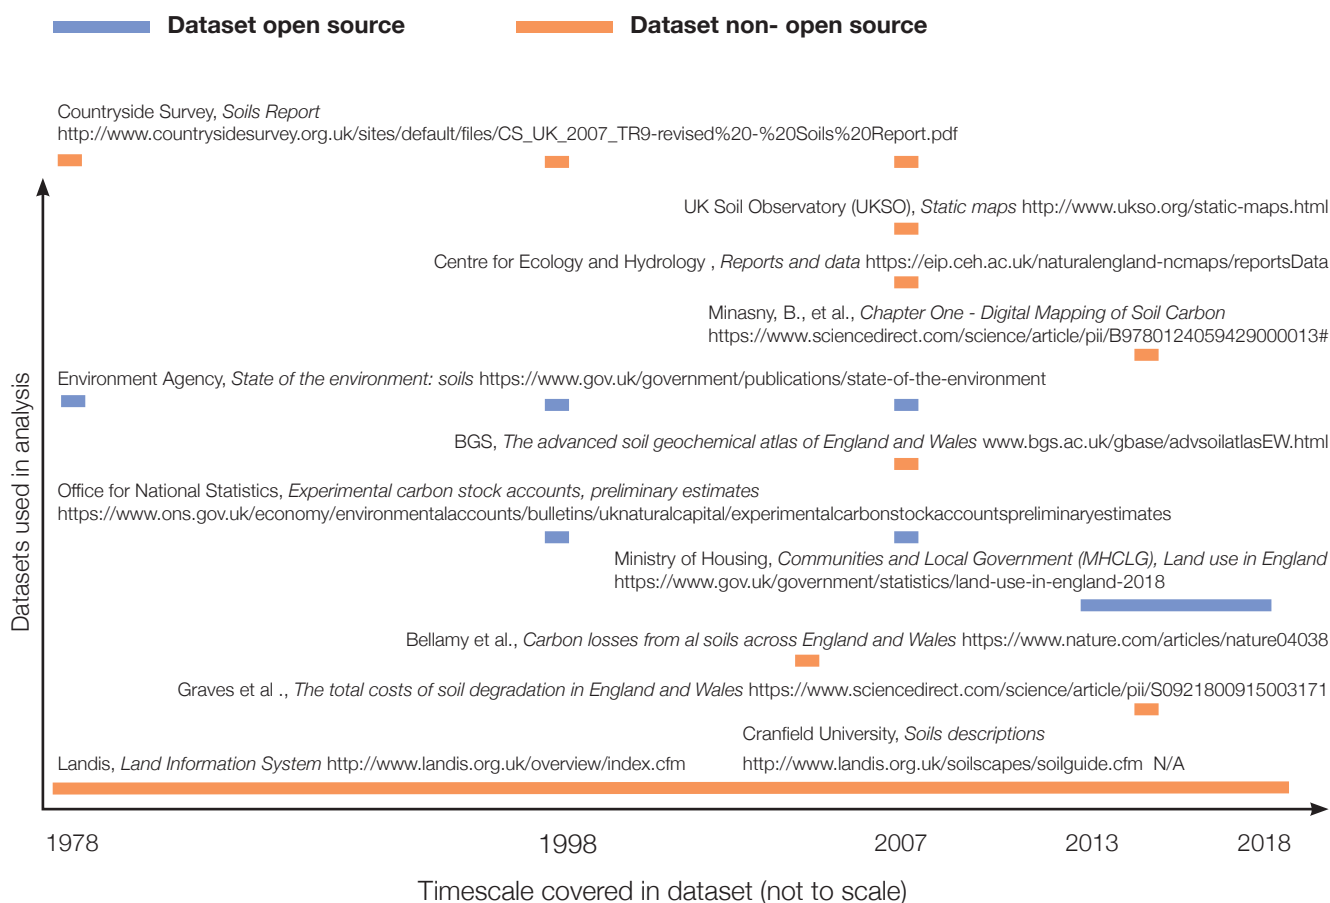 Dataset open source
Dataset non- open source
Countryside Survey, Soils Report
http://www.countrysidesurvey.org.uk/sites/default/files/CS_UK_2007_TR9-revised%20-%20Soils%20Report.pdf
UK Soil Observatory (UKSO), Static maps http://www.ukso.org/static-maps.html
Centre for Ecology and Hydrology , Reports and data https://eip.ceh.ac.uk/naturalengland-ncmaps/reportsData
Minasny, B., et al., Chapter One - Digital Mapping of Soil Carbon
https://www.sciencedirect.com/science/article/pii/B9780124059429000013#
Environment Agency, State of the environment: soils https://www.gov.uk/government/publications/state-of-the-environment
BGS, The advanced soil geochemical atlas of England and Wales www.bgs.ac.uk/gbase/advsoilatlasEW.html
Office for National Statistics, Experimental carbon stock accounts, preliminary estimates
https://www.ons.gov.uk/economy/environmentalaccounts/bulletins/uknaturalcapital/experimentalcarbonstockaccountspreliminaryestimates
Ministry of Housing, Communities and Local Government (MHCLG), Land use in England
https://www.gov.uk/government/statistics/land-use-in-england-2018
Bellamy et al., Carbon losses from al soils across England and Wales https://www.nature.com/articles/nature04038
Graves et al ., The total costs of soil degradation in England and Wales https://www.sciencedirect.com/science/article/pii/S0921800915003171
Cranfield University, Soils descriptions
Landis, Land Information System http://www.landis.org.uk/overview/index.cfm
http://www.landis.org.uk/soilscapes/soilguide.cfm N/A
Datasets used in analysis
1978
1998
2007
2013
2018
Timescale covered in dataset (not to scale)